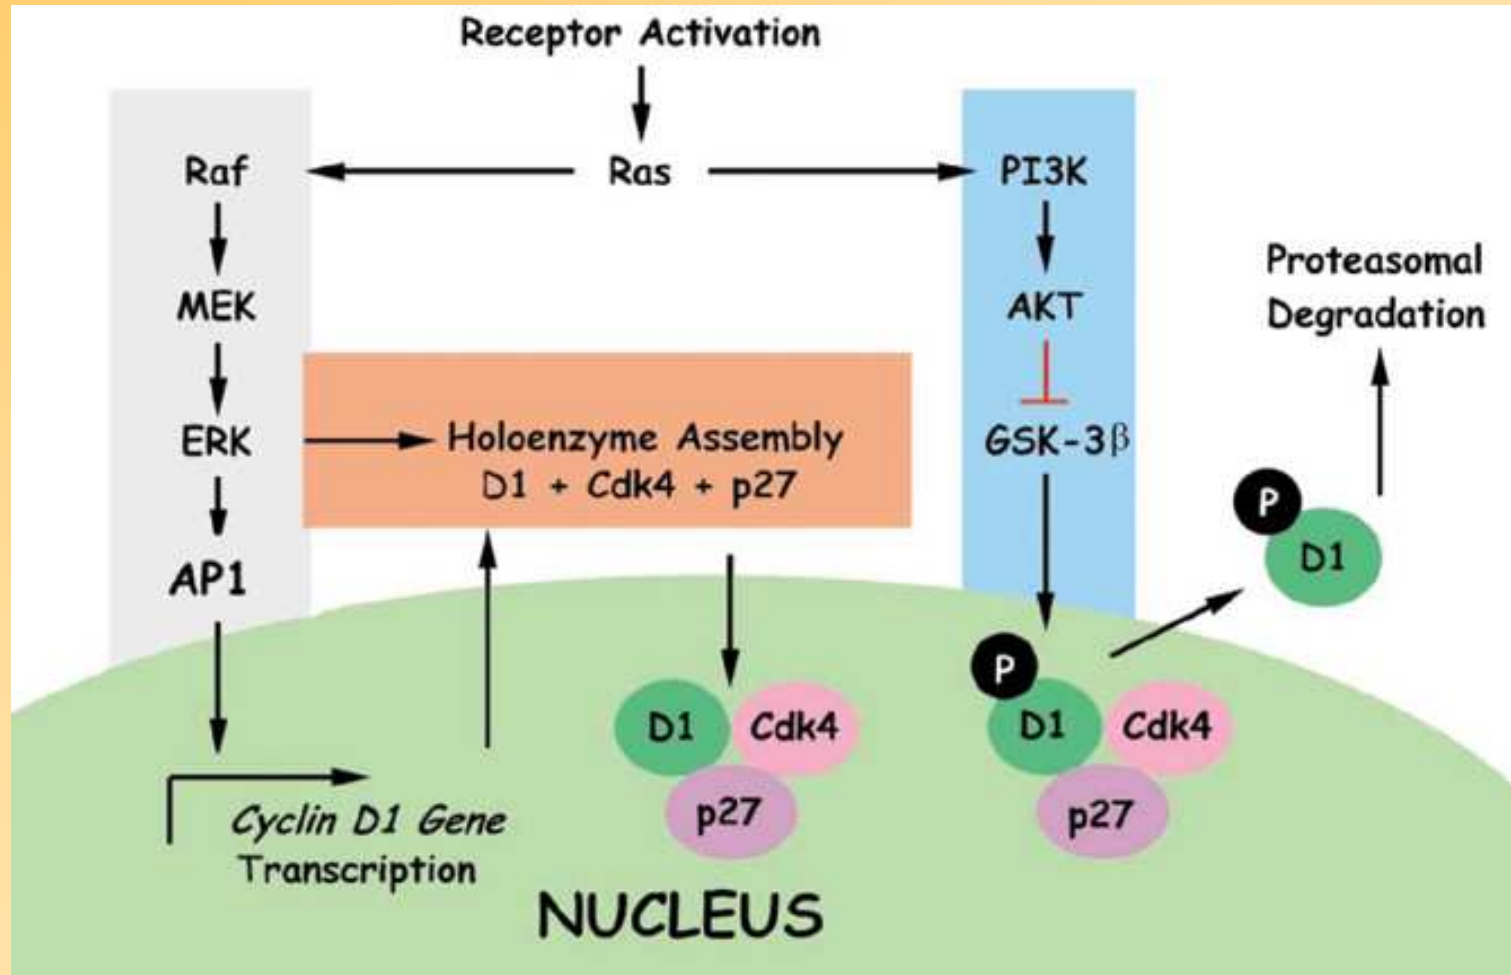 Receptor Activation
Raf
Ras
PI3K
MEK
AKT
Proteasomal
Degradation
ERK
Holoenzyme Assembly
D1 + Cdk4 + p27
GSK-3β
AP1
P
D1
P
D1
Cdk4
p27
D1
Cdk4
p27
Cyclin D1 Gene
Transcription
NUCLEUS